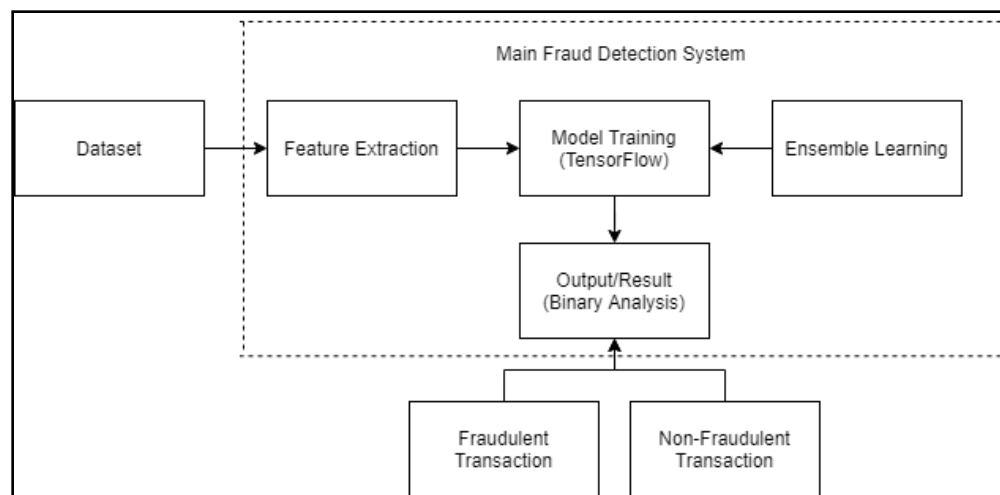 Main Fraud Detection System
Dataset
Feature Extraction
Model Training
(TensorFlow)
Ensemble Learning
Output/Result
(Binary Analysis)
Fraudulent
Transaction
Non-Fraudulent
Transaction